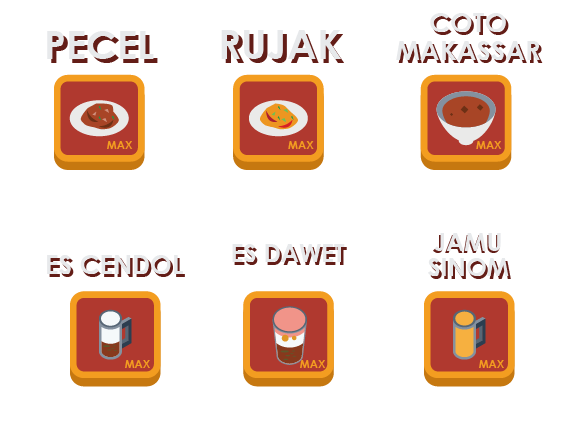 PECEL
RUJAK
COTO
MAKASSAR
MAX
MAX
MAX
ES CENDOL
ES DAWET
JAMU
SINOM
MAX
MAX
MAX